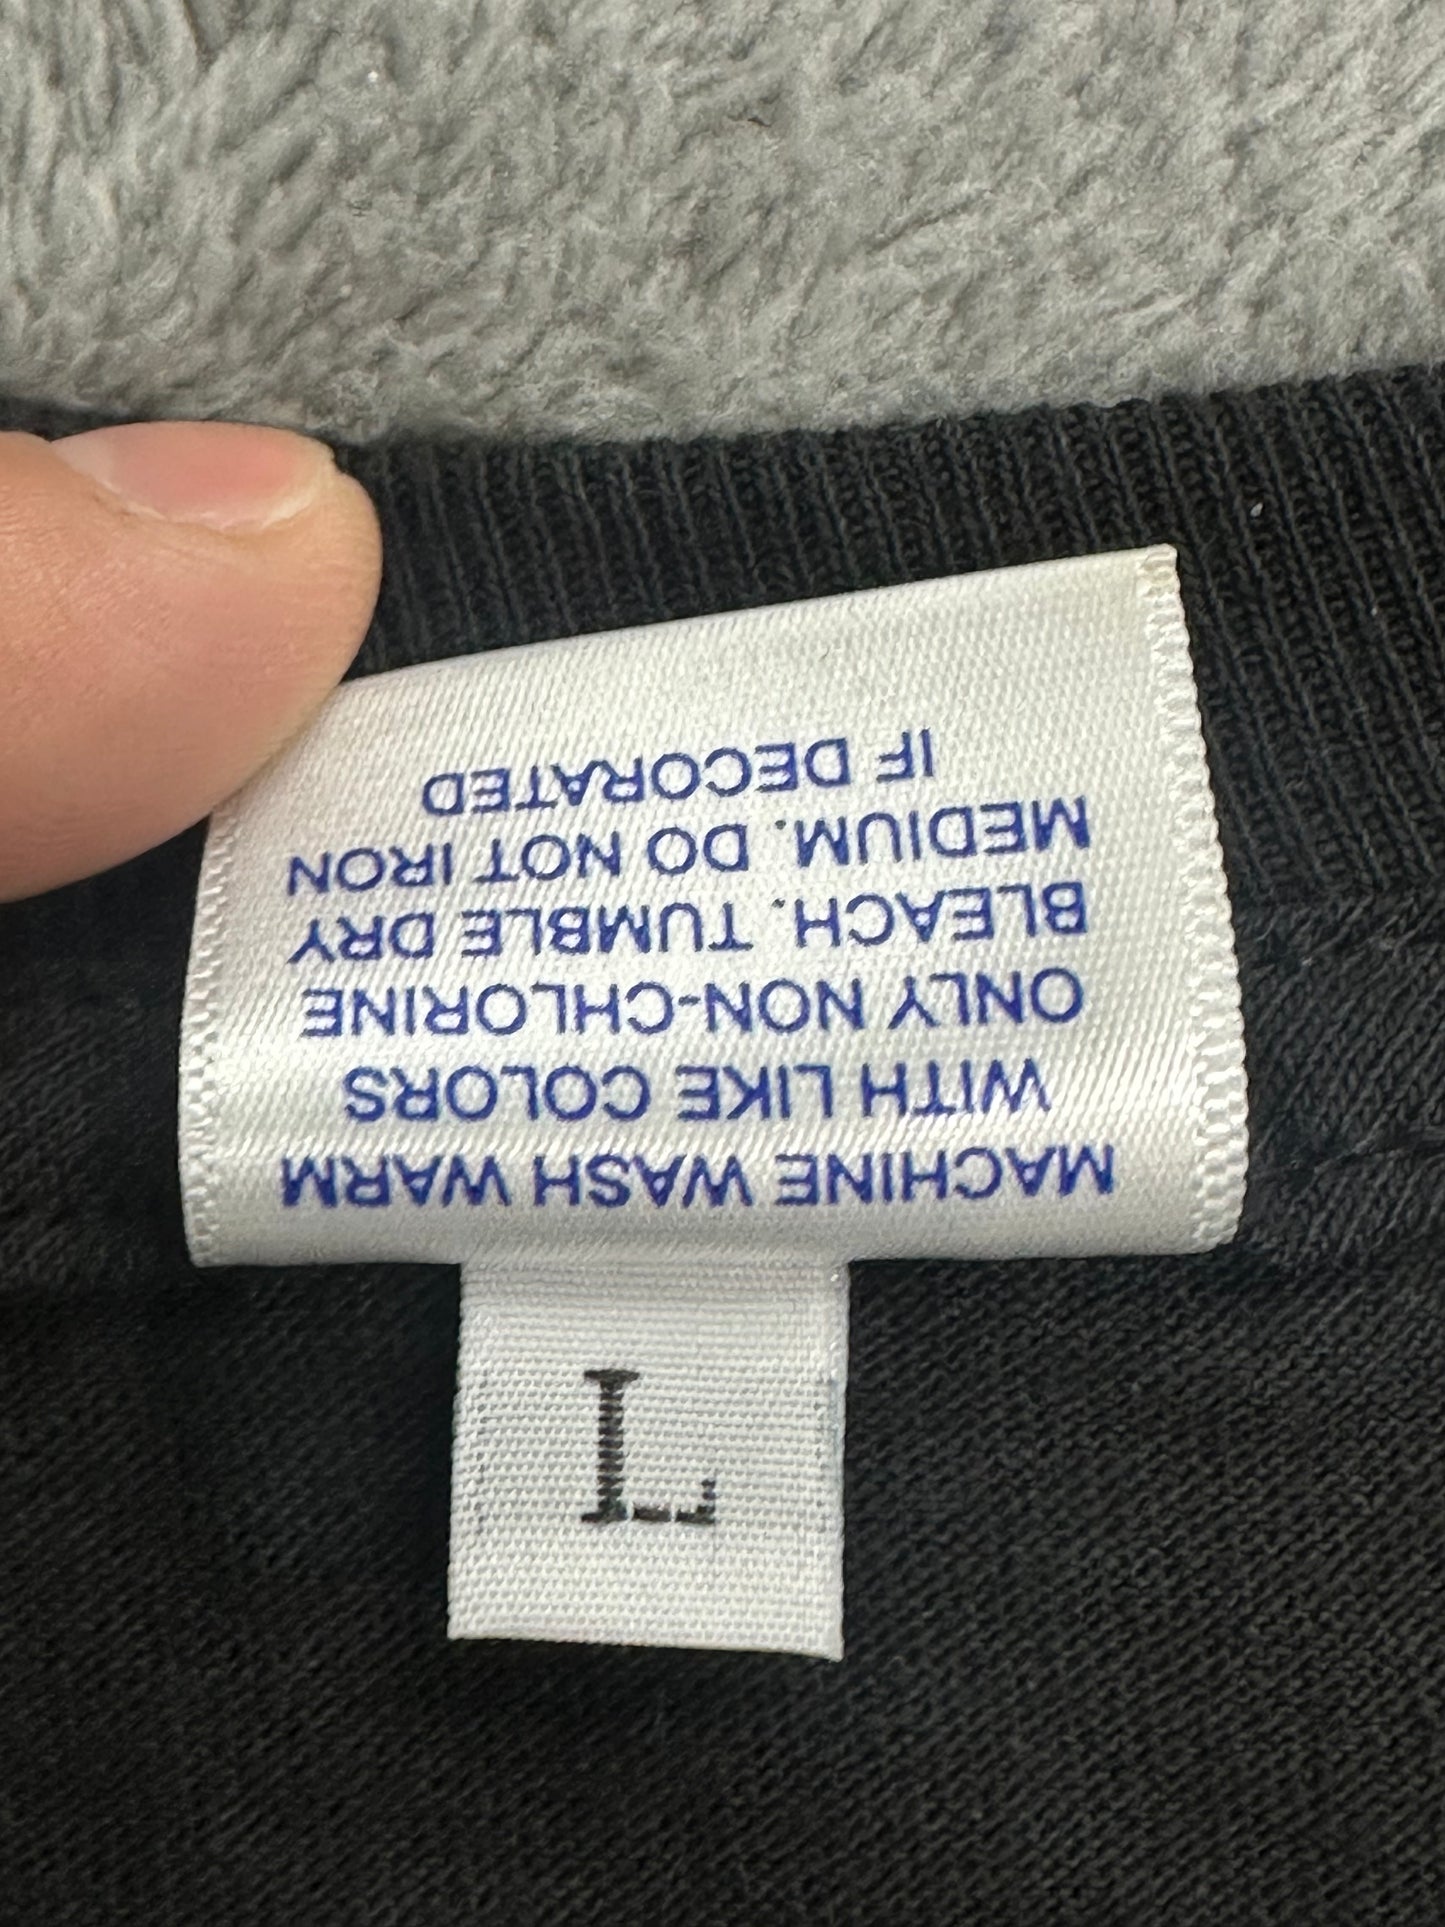 MACHINE WASH WARM
WITH LIKE COLORS
ONLY NON-CHLORINE
BLEACH. TUMBLE DRY
MEDIUM. DO NOT IRON
IF DECORATED
L